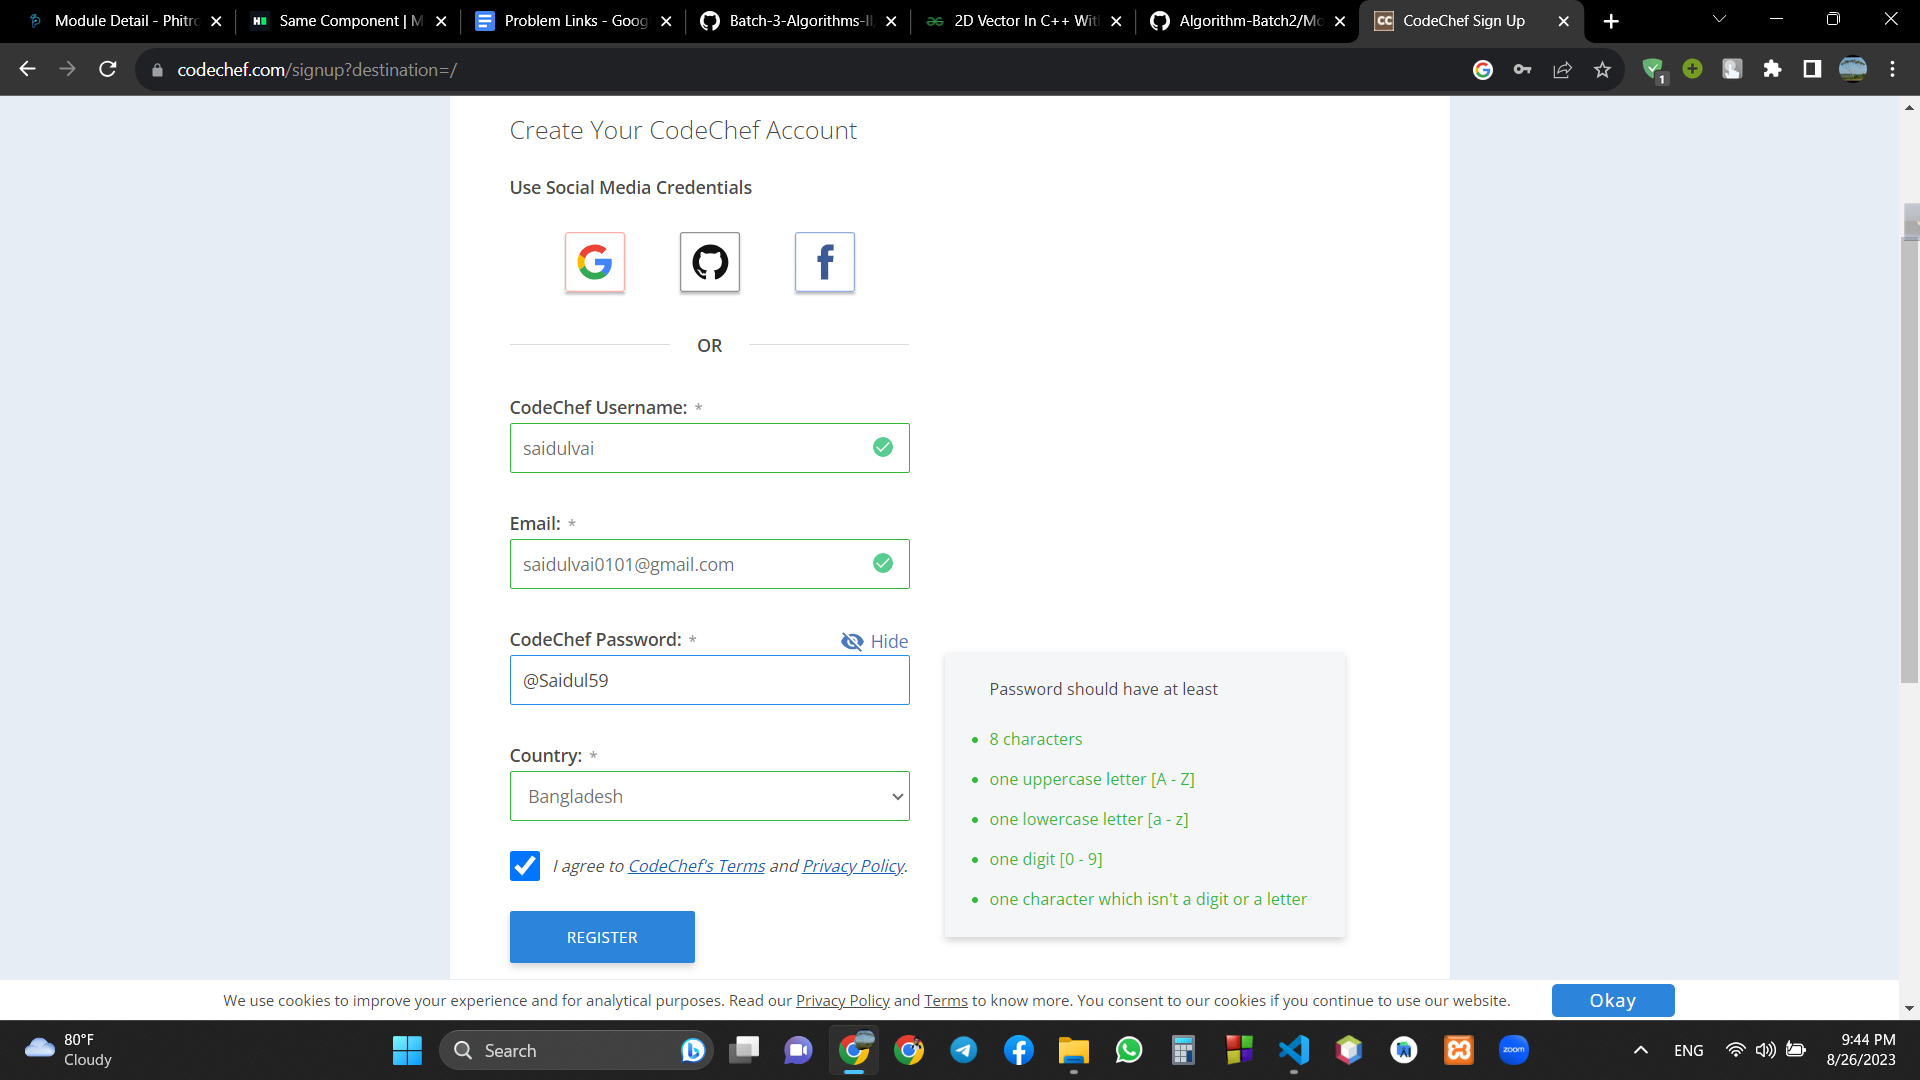 Module Detail - Phitro
Same Component | M
Problem Links - Goog
Batch-3-Algorithms-II,
2D Vector In C++ Wit
Algorithm-Batch2/Mo
CodeChef Sign Up
codechef.com/signup?destination=/
1
Create Your CodeChef Account
Use Social Media Credentials
OR
CodeChef Username: *
saidulvai
Email: *
saidulvai0101@gmail.com
CodeChef Password: *
Hide
@Saidul59
Password should have at least
8 characters
one uppercase letter [A - Z]
one lowercase letter [a - z]
one digit [0 - 9]
one character which isn't a digit or a letter
Country: *
Bangladesh
I agree to CodeChef's Terms and Privacy Policy.
REGISTER
We use cookies to improve your experience and for analytical purposes. Read our Privacy Policy and Terms to know more. You consent to our cookies if you continue to use our website.
Okay
80°F
Cloudy
Search
zoom
ENG
9:44 PM
8/26/2023